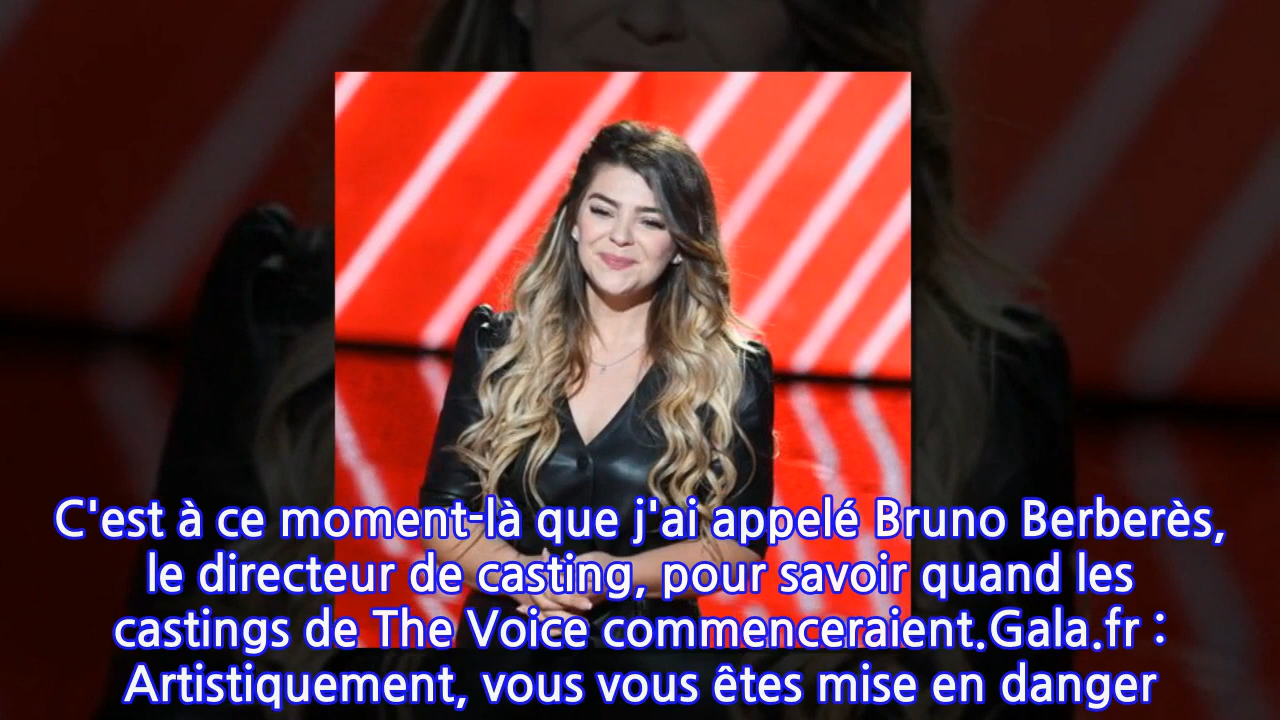 C'est à ce moment-là que j'ai appelé Bruno Berberès,
le directeur de casting, pour savoir quand les
castings de The Voice commenceraient.Gala.fr :
Artistiquement, vous vous êtes mise en danger